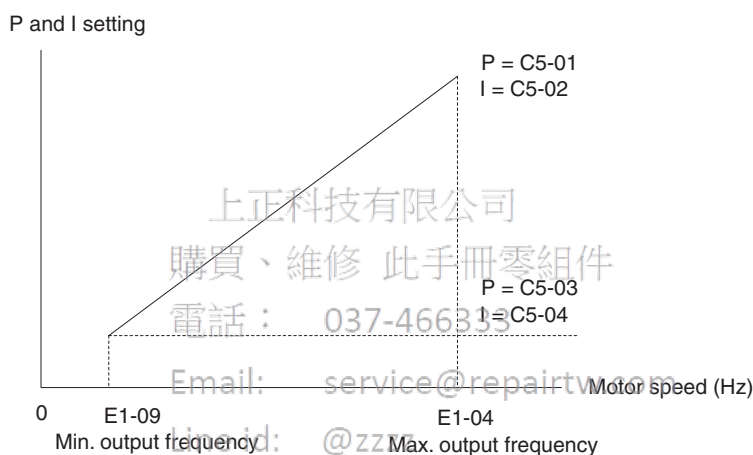 P and I setting
P = C5-01
I = C5-02
上正科技有限公司
購買、維修 此手冊零組件
P = C5-03
I = C5-04
電話： 037-466333
Email: service@repairtw.com
Motor speed (Hz)
0
E1-09
E1-04
Min. output frequency
Max. output frequency
Line id: @zzzz